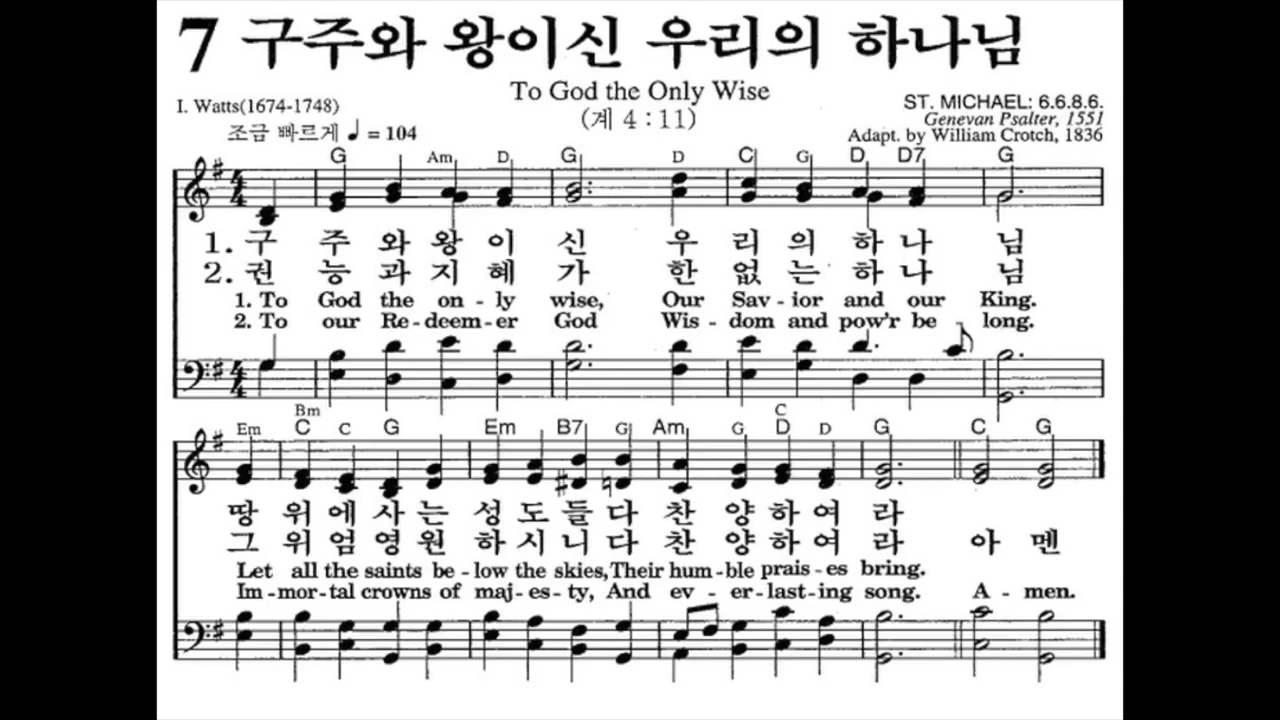 7 구주와 왕이신 우리의 하나님
To God the Only Wise
I. Watts(1674-1748)
(계 4 : 11)
ST. MICHAEL: 6.6.8.6.
Genevan Psalter, 1551
조금 빠르게 ♩ = 104
Adapt. by William Crotch, 1836
G Am D G D C G D D7 G
4 4
1. 구 주 와 왕 이 신 우 리 의 하 나 님
2. 권 능 과 지 혜 가 한 없 는 하 나 님
1. To God the on - ly wise, Our Sav - ior and our King.
2. To our Re - deem - er God Wis - dom and pow'r be long.
4 4
Bm C
Em C C G Em B7 G Am G D D G C G
땅 위 에 사 는 성 도 들 다 찬 양 하 여 라
그 위 엄 영 원 하 시 니 다 찬 양 하 여 라 아 멘
Let all the saints be - low the skies, Their hum - ble prais - es bring.
Im - mor - tal crowns of maj - es - ty, And ev - er - last - ing song. A - men.